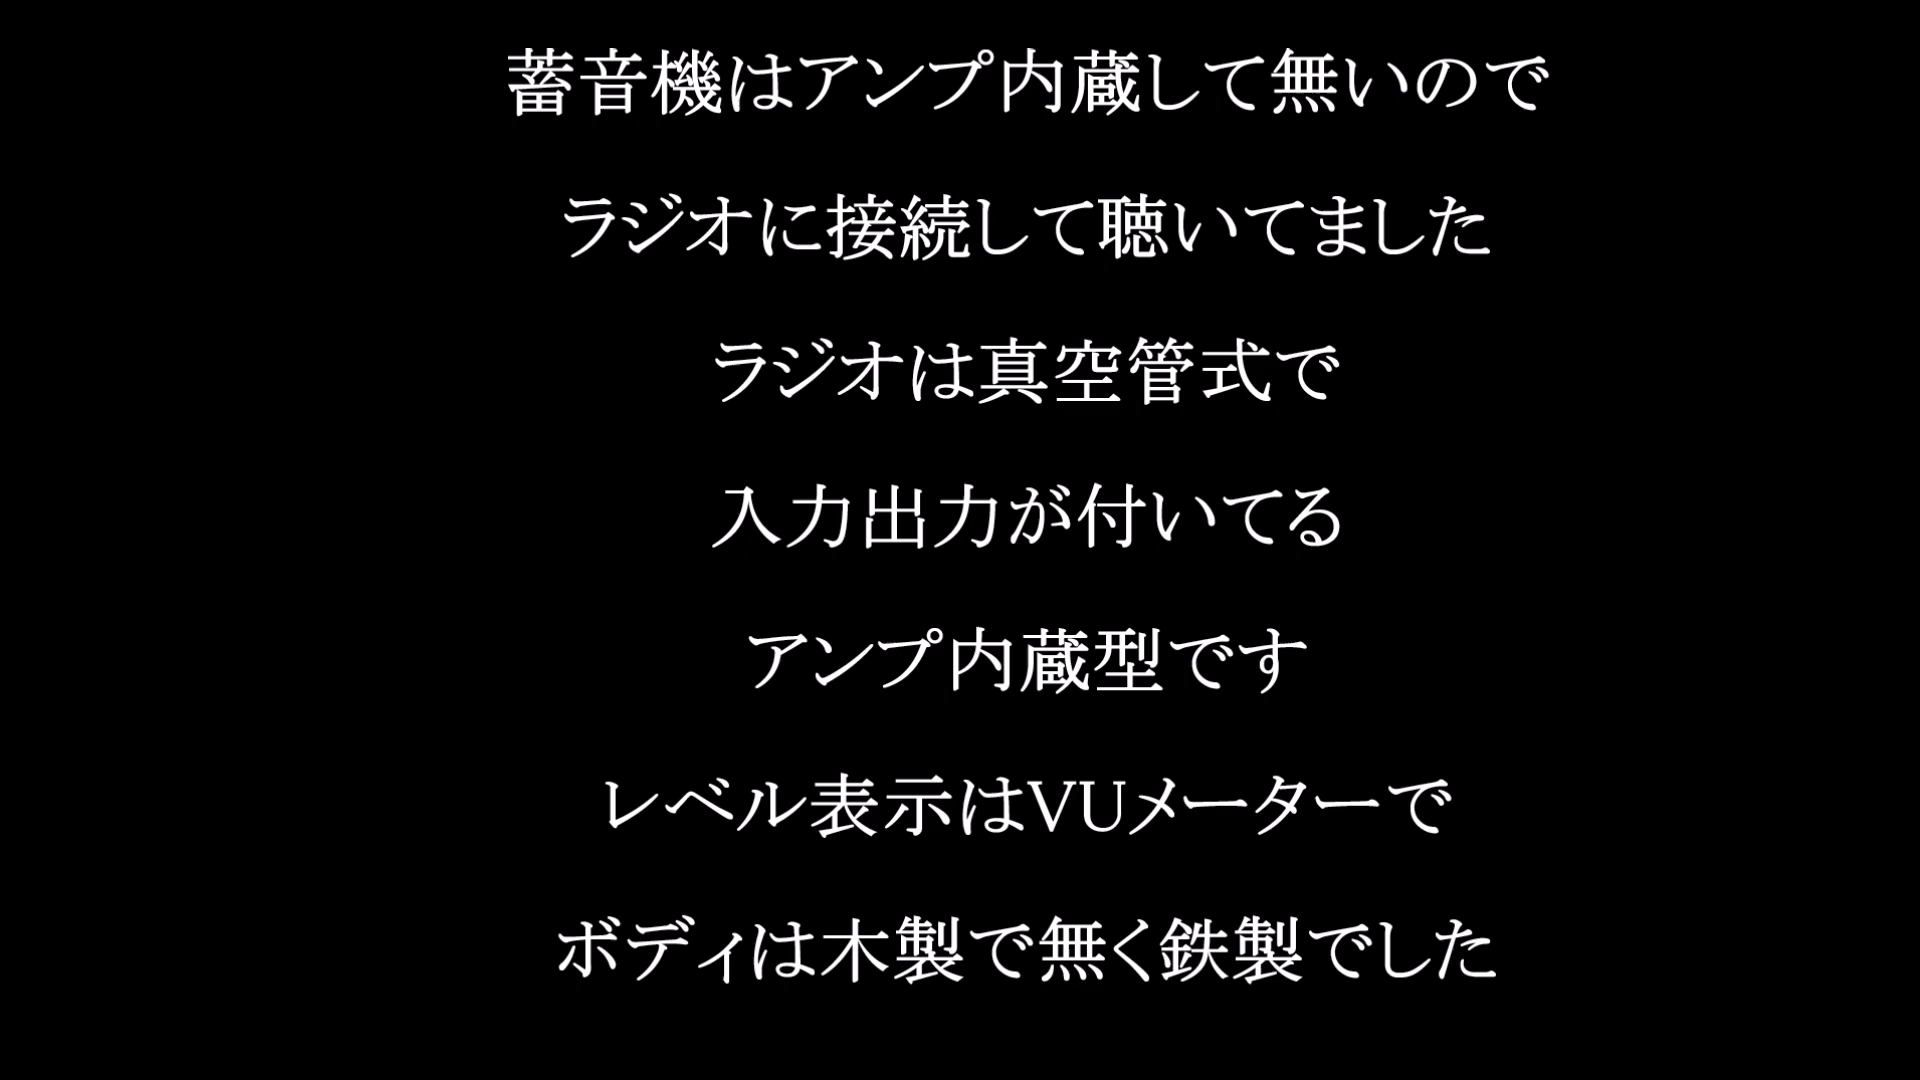 蓄音機はアンプ内蔵して無いので
ラジオに接続して聴いてました
ラジオは真空管式で
入力出力が付いてる
アンプ内蔵型です
レベル表示はVUメーターで
ボディは木製で無く鉄製でした